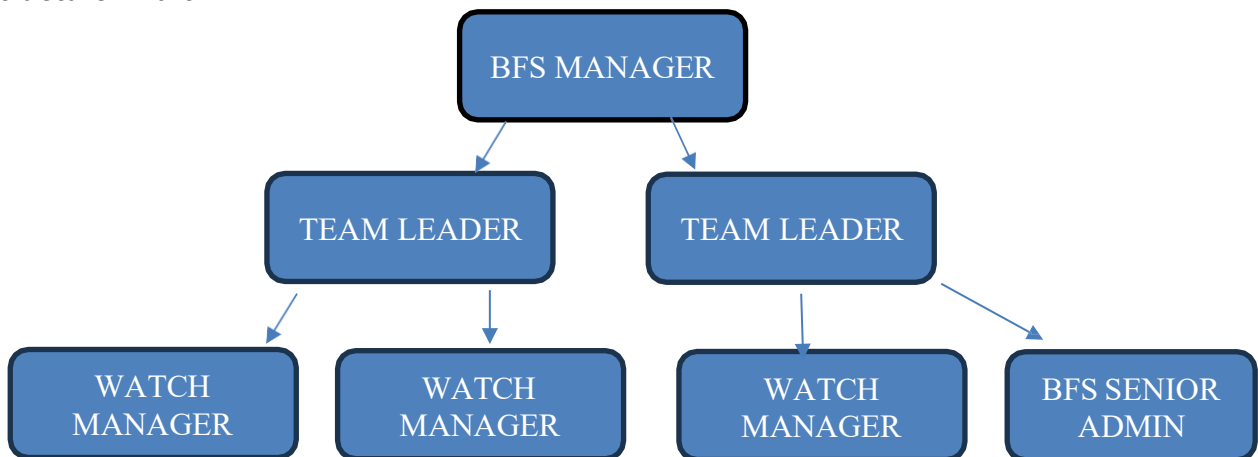 BFS MANAGER
TEAM LEADER
TEAM LEADER
WATCH
MANAGER
WATCH
MANAGER
WATCH
MANAGER
BFS SENIOR
ADMIN